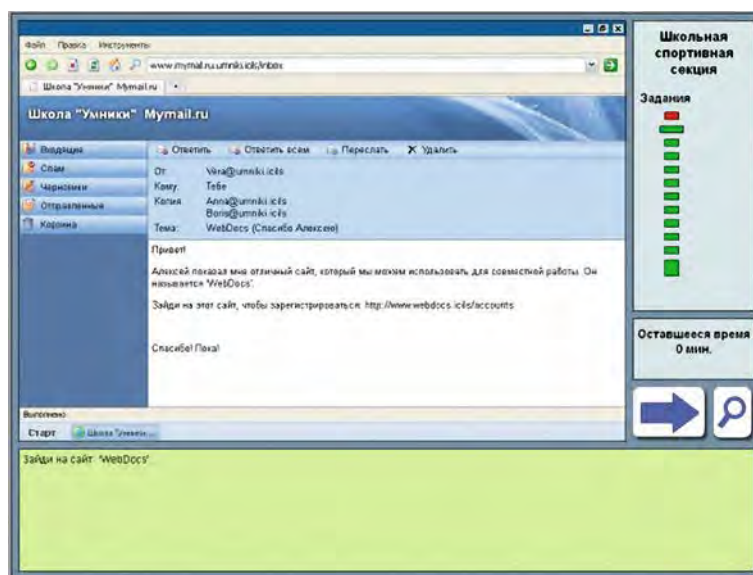 Файл Правка Инструменты
www.mymail.ru.umniki.icils/inbox
Школа "Умники" Mymail.ru
Школа "Умники" Mymail.ru
Входящие
Спам
Черновики
Отправленные
Корзина
Ответить Ответить всем Переслать Удалить
От: Vera@umniki.icils
Кому: Тебе
Копия: Anna@umniki.icils
Boris@umniki.icils
Тема: WebDocs (Спасибо Алексею)
Привет!
Алексей показал мне отличный сайт, который мы можем использовать для совместной работы. Он
называется 'WebDocs'.
Зайди на этот сайт, чтобы зарегистрироваться: http://www.webdocs.icils/accounts
Спасибо! Пока!
Выполнено
Старт Школа "Умники ...
Школьная
спортивная
секция
Задания
Оставшееся время
0 мин.
Зайди на сайт 'WebDocs'.